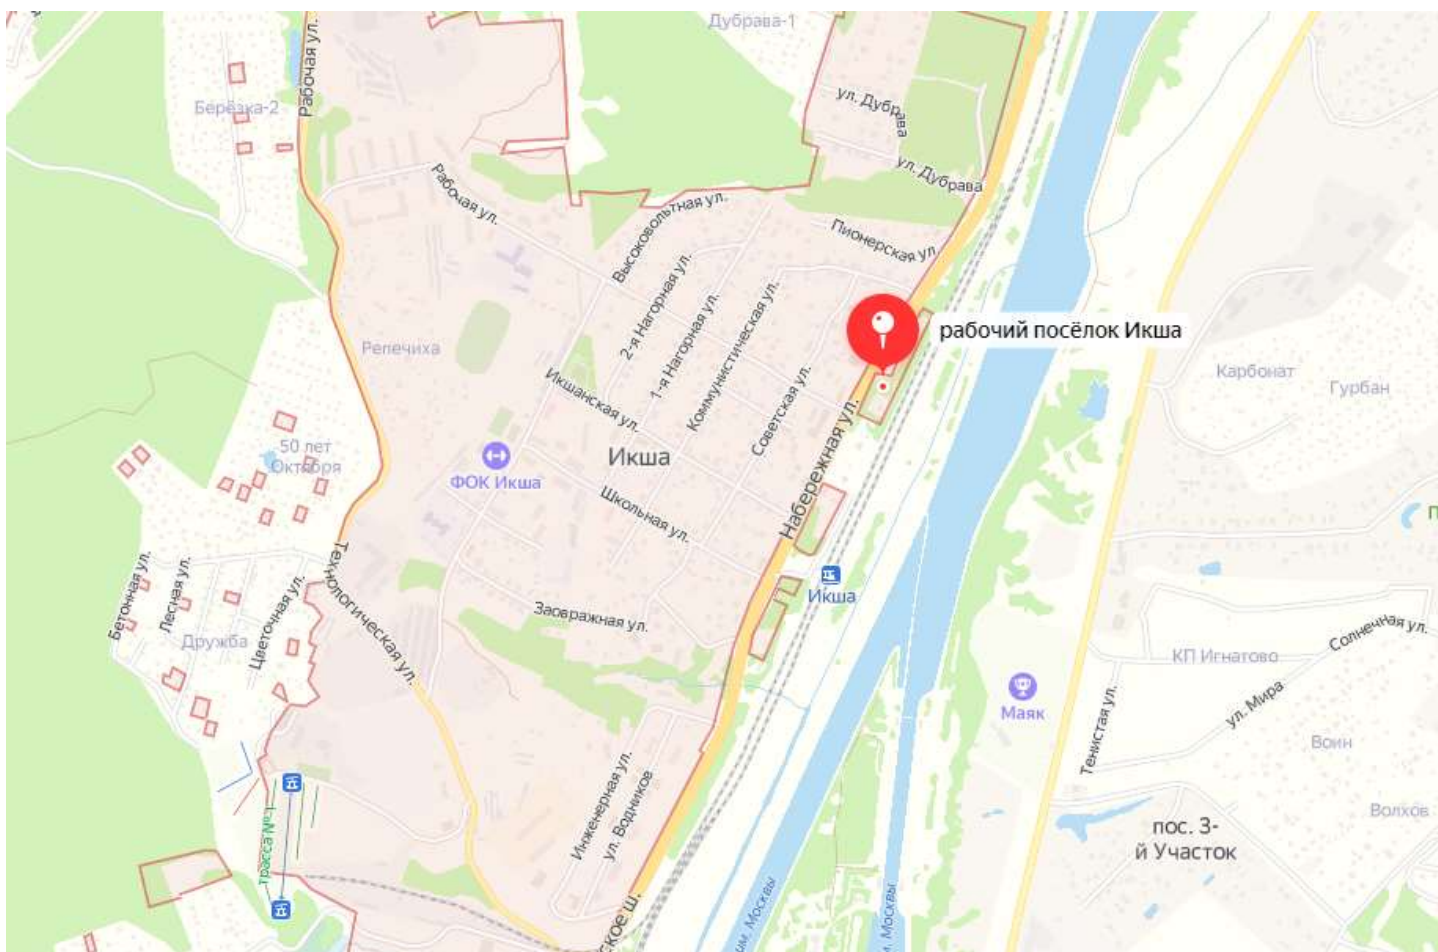 Дубрава-1
Рабочая ул.
Берёзка-2
ул. Дубрава
ул. Дубрава
Рабочая ул.
Высоковольтная ул.
Пионерская ул.
2-я Нагорная ул.
1-я Нагорная ул.
Коммунистическая ул.
рабочий посёлок Икша
Репечиха
Икшанская ул.
Советская ул.
Карбонат
Гурбан
50 лет
Октября
ФОК Икша
Икша
Набережная ул.
Школьная ул.
Технологическая ул.
Бетонная ул.
Лесная ул.
Цветочная ул.
Дружба
Заовражная ул.
Икша
Солнечная ул.
КП Игнатово
ул. Мира
Маяк
Тенистая ул.
Воин
Инженерная ул.
ул. Водников
Трасса №1
Волхов
пос. 3-
й Участок
ское ш.
им. Москвы
м. Москвы